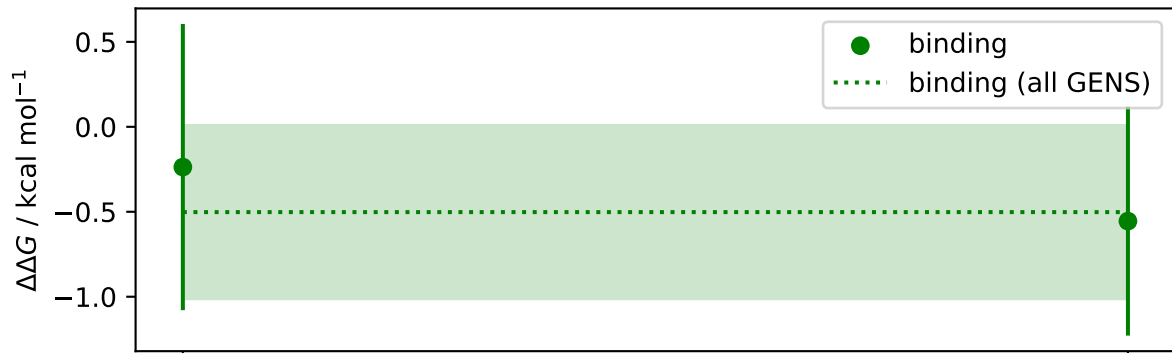 ΔΔG / kcal mol⁻¹
0.5
0.0
−0.5
−1.0
binding
binding (all GENS)